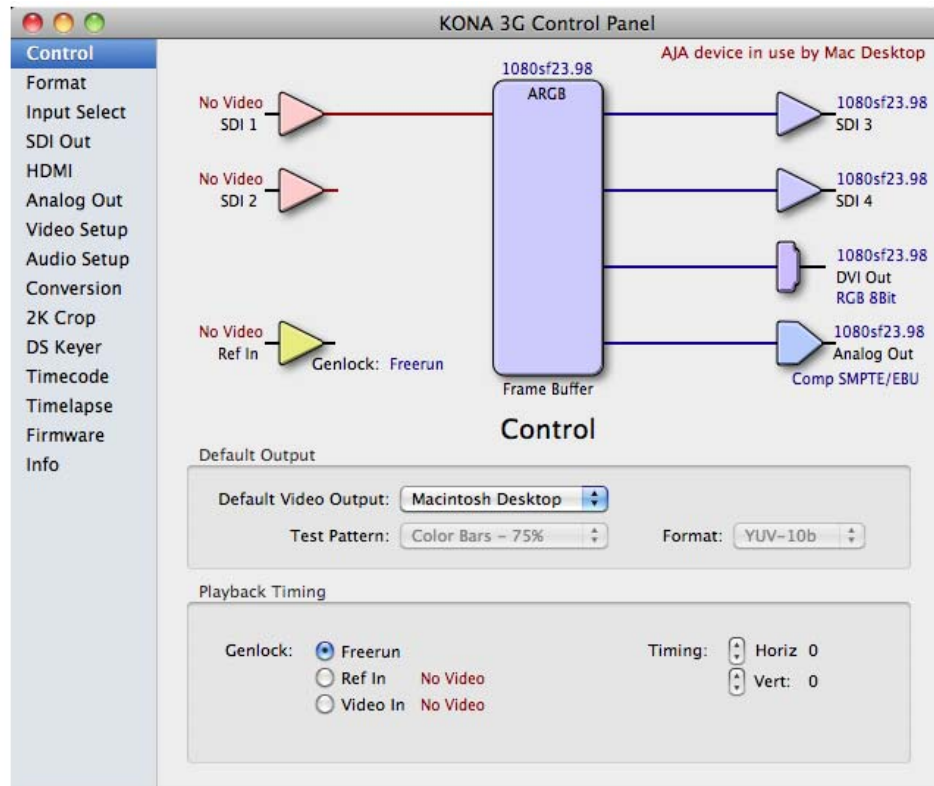 KONA 3G Control Panel
Control
Format
Input Select
SDI Out
HDMI
Analog Out
Video Setup
Audio Setup
Conversion
2K Crop
DS Keyer
Timecode
Timelapse
Firmware
Info
AJA device in use by Mac Desktop
1080sf23.98
ARGB
No Video
SDI 1
1080sf23.98
SDI 3
No Video
SDI 2
1080sf23.98
SDI 4
1080sf23.98
DVI Out
RGB 8Bit
No Video
Ref In
Genlock: Freerun
1080sf23.98
Analog Out
Comp SMPTE/EBU
Frame Buffer
Control
Default Output
Default Video Output: Macintosh Desktop
Test Pattern: Color Bars - 75% Format: YUV-10b
Playback Timing
Genlock: Freerun Timing: Horiz 0
Ref In No Video Vert: 0
Video In No Video